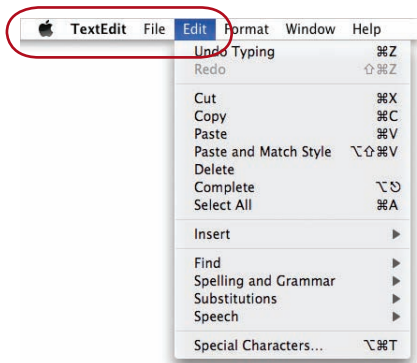 TextEdit File Edit Format Window Help
Undo Typing ⌘Z
Redo ⇧⌘Z
Cut ⌘X
Copy ⌘C
Paste ⌘V
Paste and Match Style ⌥⇧⌘V
Delete
Complete ⌥⎋
Select All ⌘A
Insert ▶
Find ▶
Spelling and Grammar ▶
Substitutions ▶
Speech ▶
Special Characters... ⌥⌘T